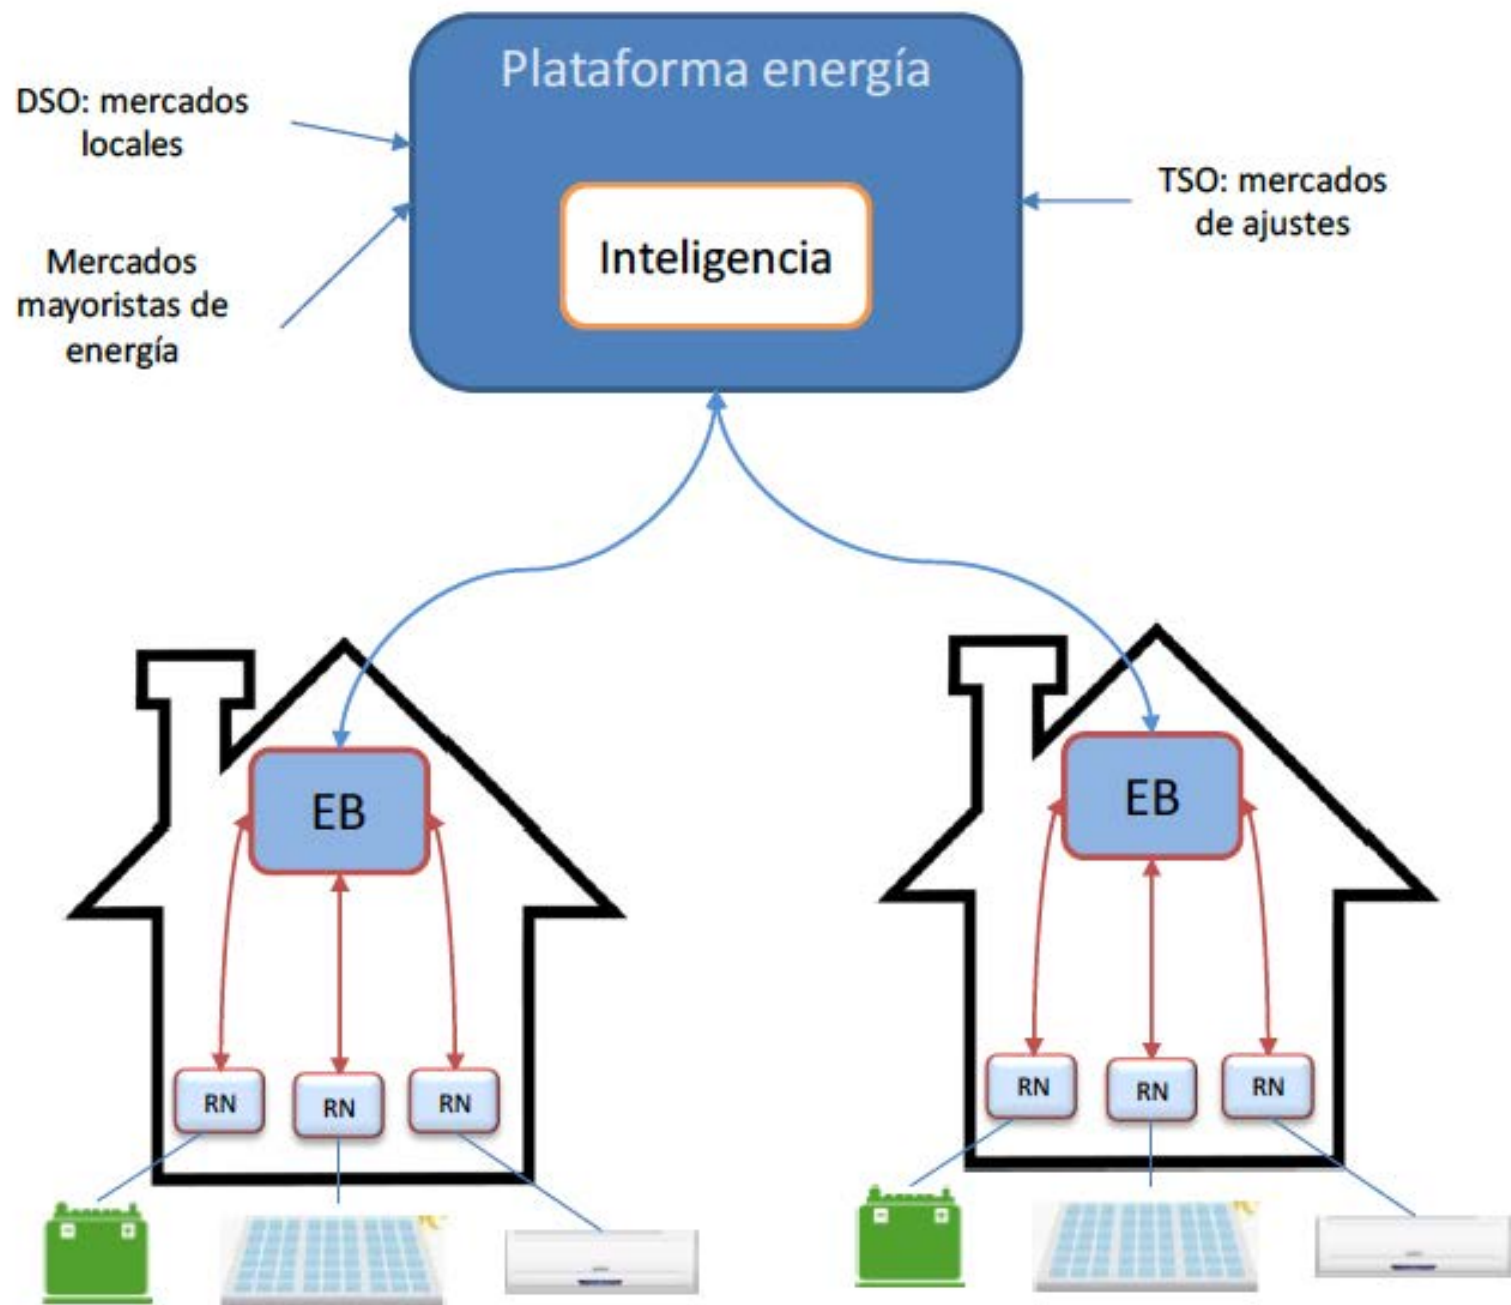 Plataforma energía
DSO: mercados
locales
TSO: mercados
de ajustes
Inteligencia
Mercados
mayoristas de
energía
EB
EB
RN
RN
RN
RN
RN
RN